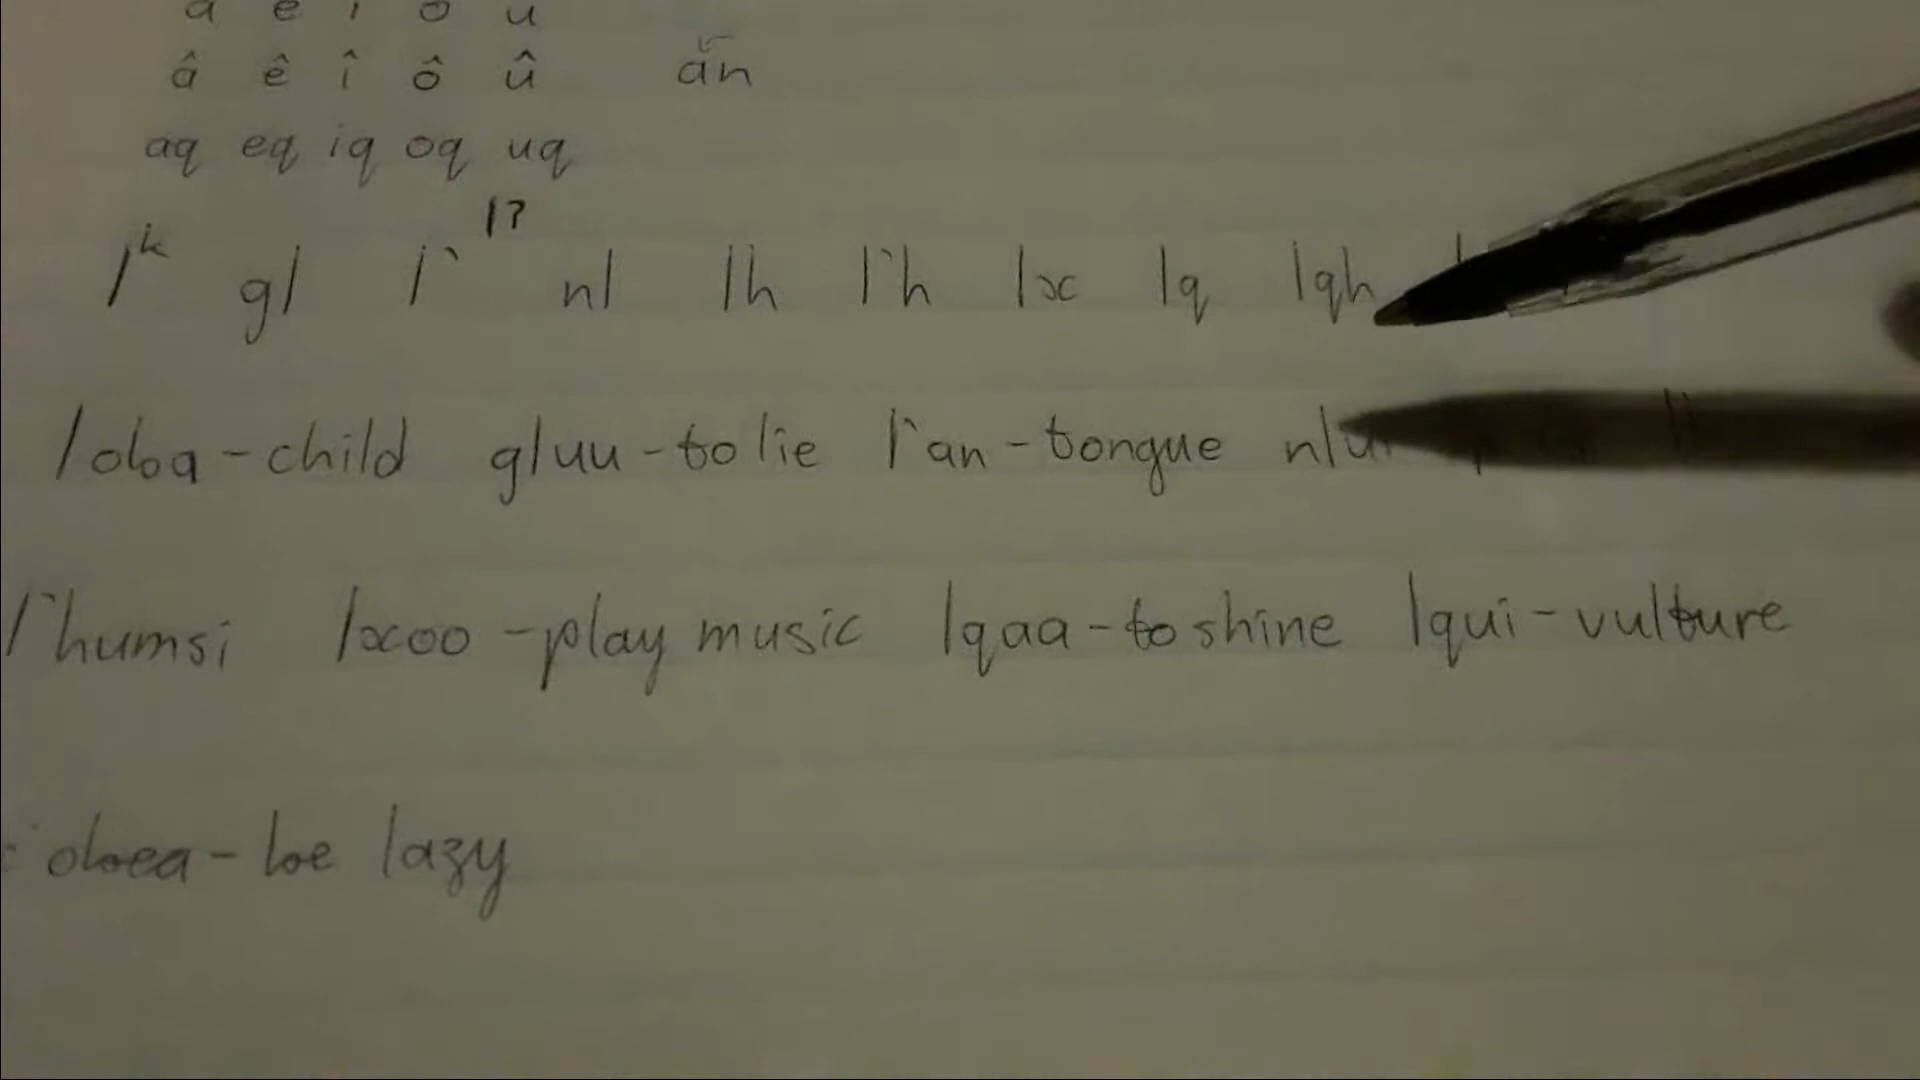 a e i o u
â ê î ô û ǎn
aq eq iq oq uq
|ᵏ g| |` |ʔ n| |h |`h |x |q |qh
|oba - child g|uu - to lie |`an - tongue
|`humsi |xoo - play music |qaa - to shine |qui - vulture
obea - be lazy